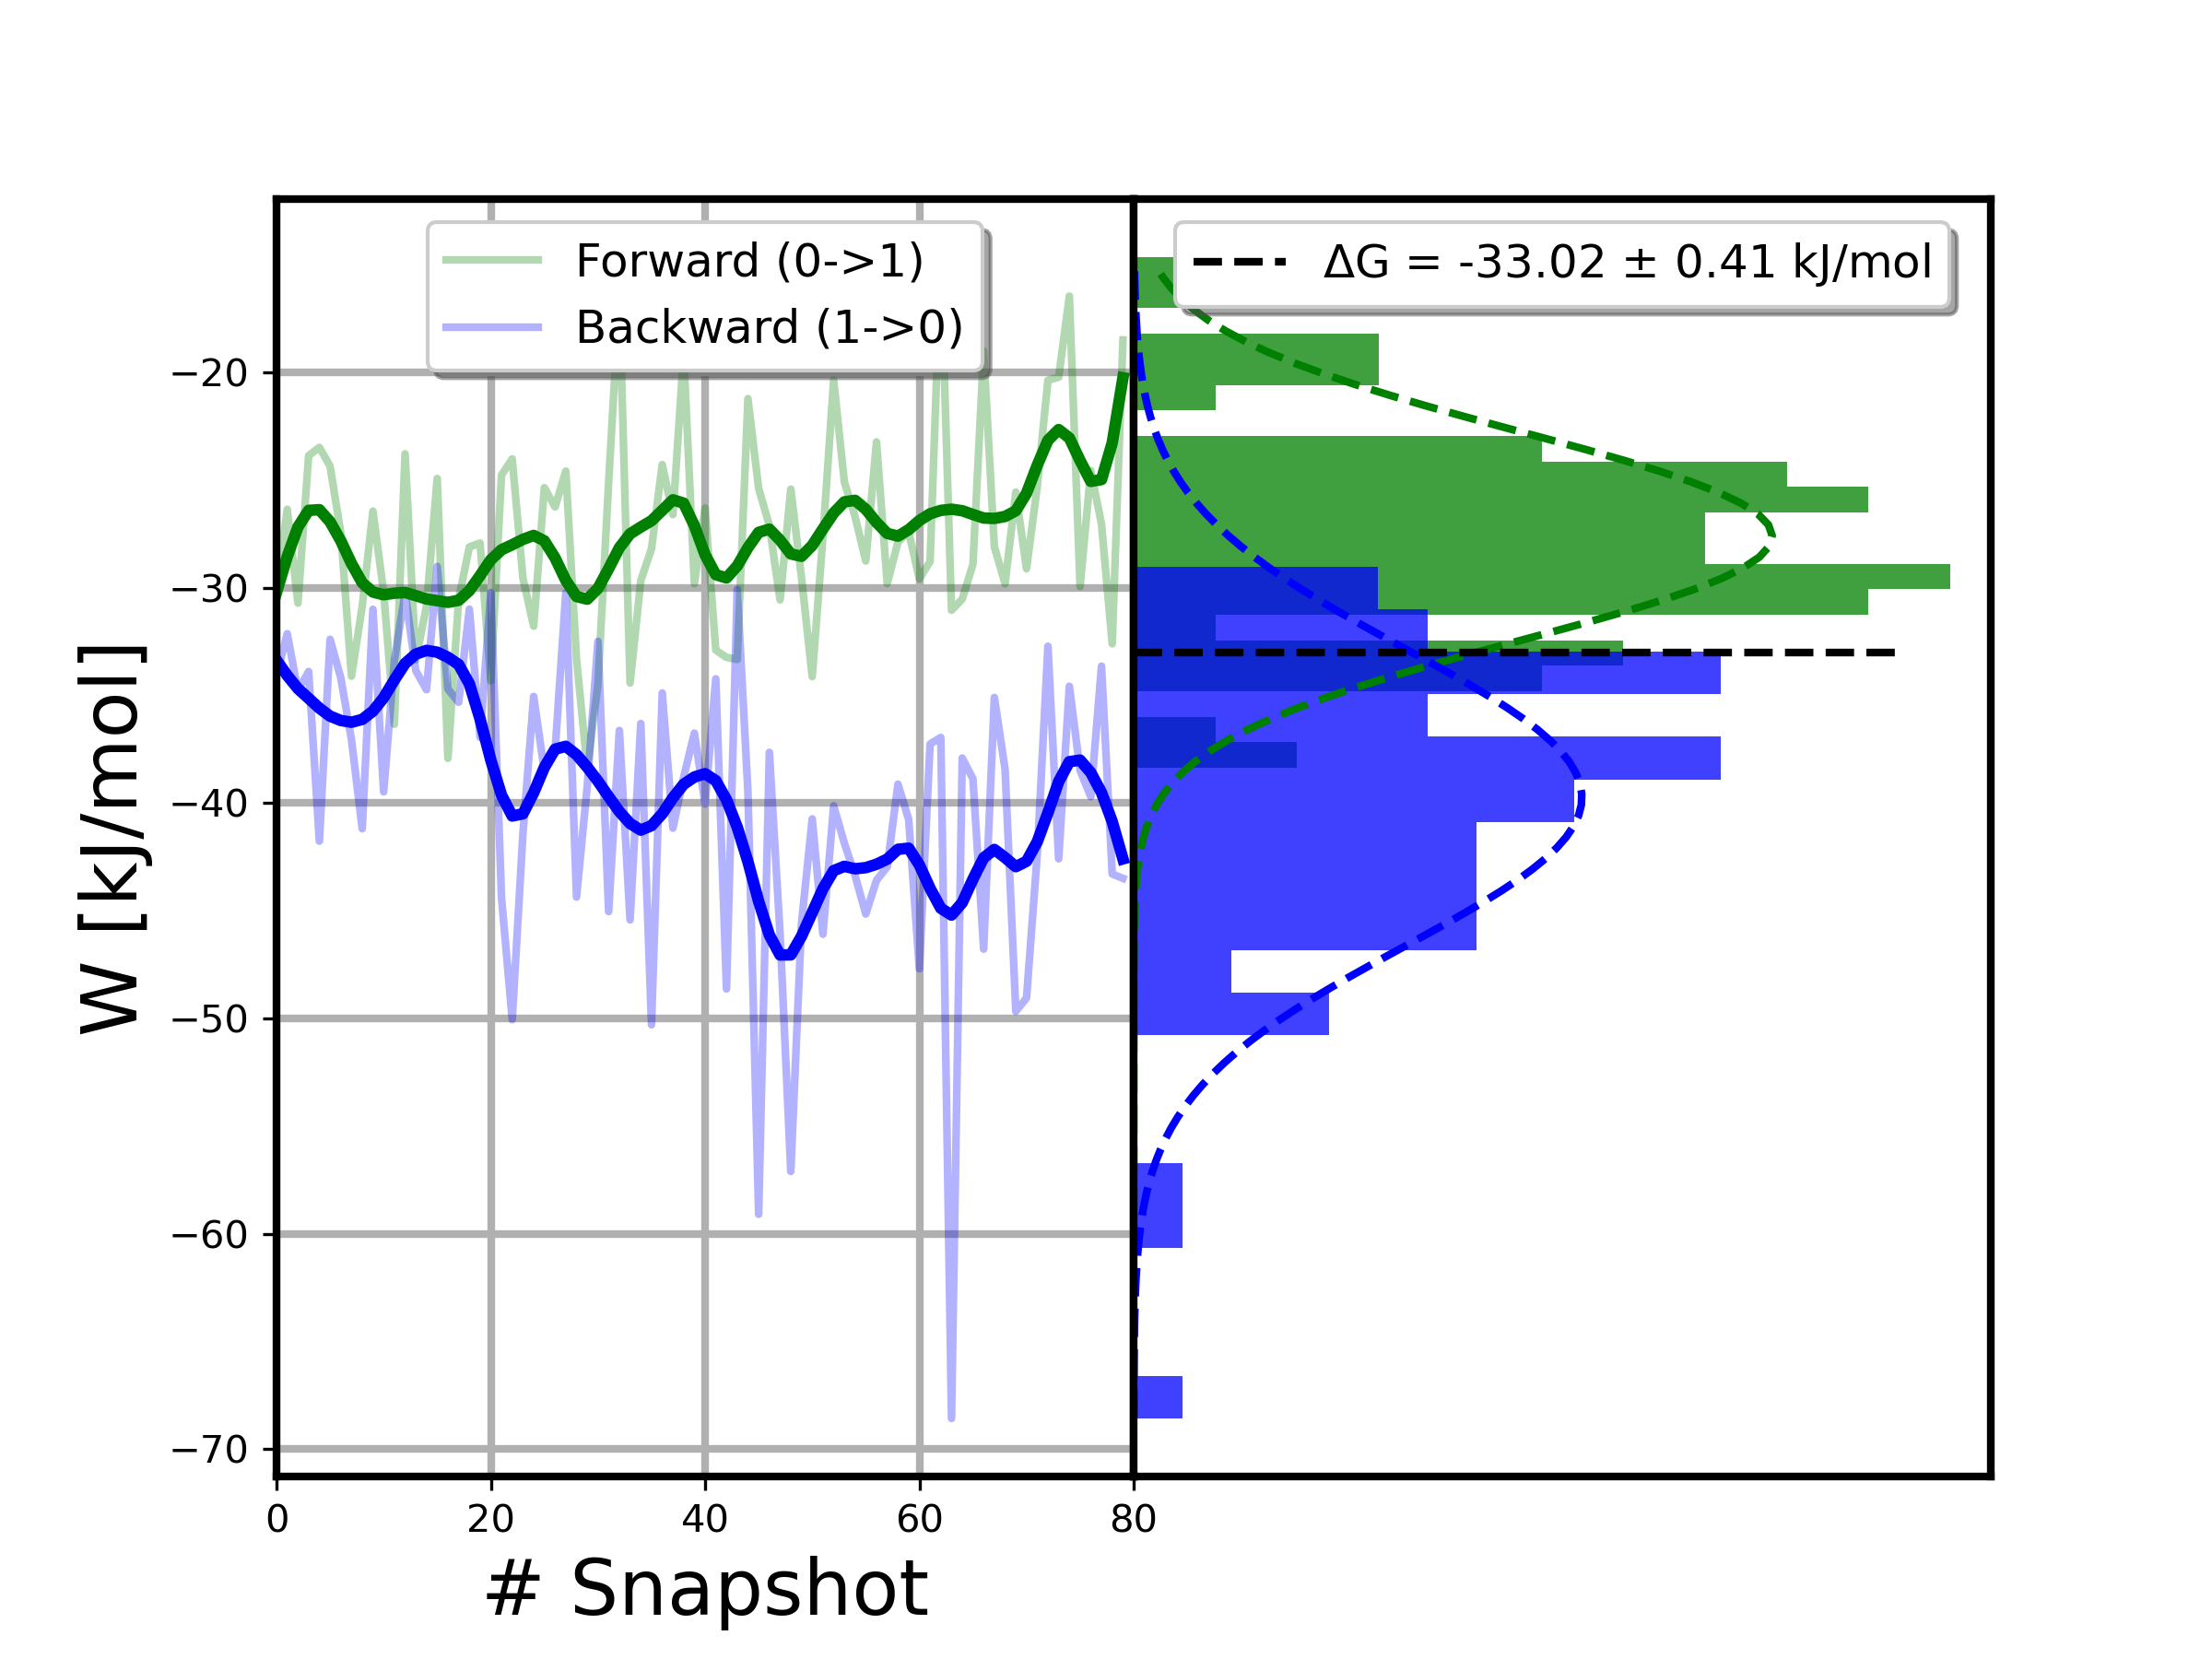 Forward (0->1)
Backward (1->0)
ΔG = -33.02 ± 0.41 kJ/mol
W [kJ/mol]
−20
−30
−40
−50
−60
−70
0 20 40 60 80
# Snapshot